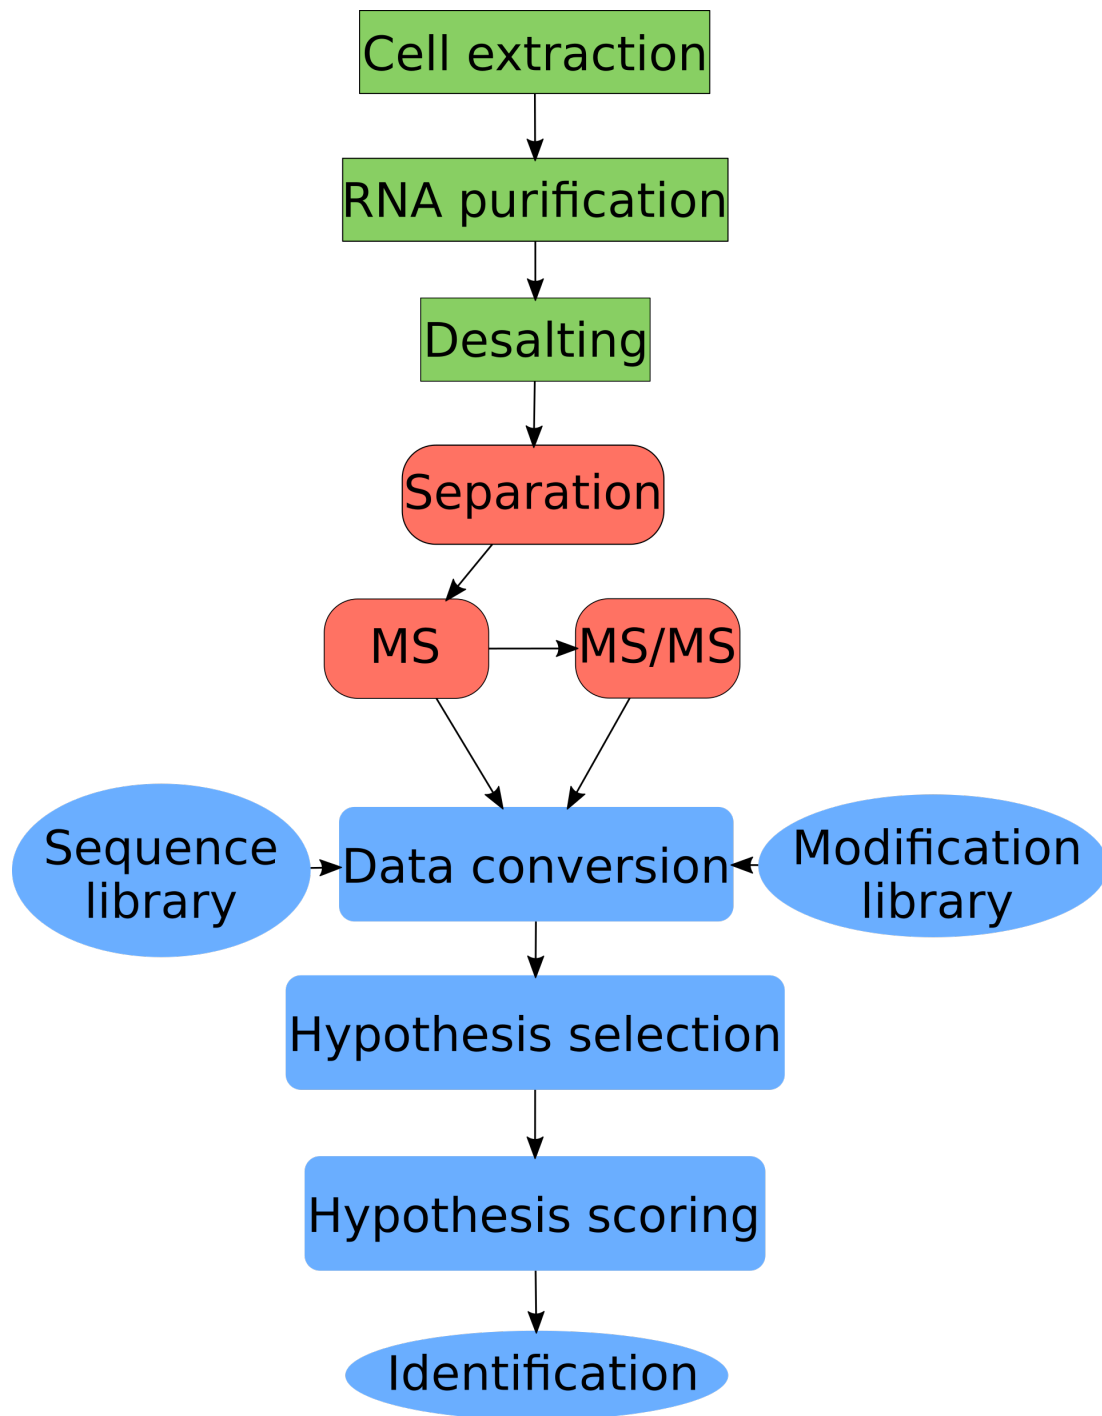 Cell extraction
RNA purification
Desalting
Separation
MS
MS/MS
Sequence
library
Data conversion
Modification
library
Hypothesis selection
Hypothesis scoring
Identification